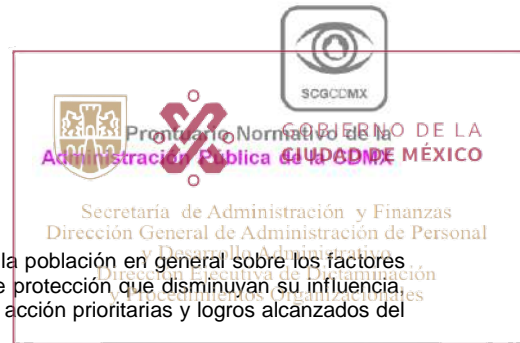 SCGCDMX
Prontuario Normativo de la
Administración Pública de la CDMX
GOBIERNO DE LA
CIUDAD DE MÉXICO
Secretaría de Administración y Finanzas
Dirección General de Administración de Personal
y Desarrollo Administrativo
Dirección Ejecutiva de Dictaminación
y Procedimientos Organizacionales
la población en general sobre los factores
e protección que disminuyan su influencia,
acción prioritarias y logros alcanzados del